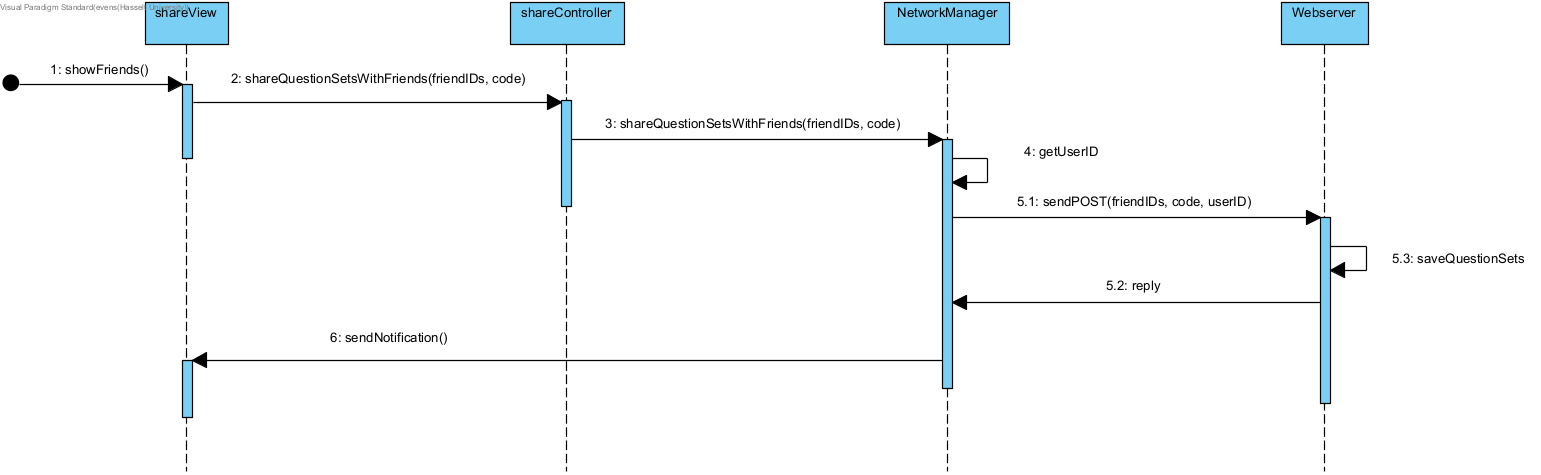 Visual Paradigm Standard(evens(Hasselt University))
shareView
shareController
NetworkManager
Webserver
1: showFriends()
2: shareQuestionSetsWithFriends(friendIDs, code)
3: shareQuestionSetsWithFriends(friendIDs, code)
4: getUserID
5.1: sendPOST(friendIDs, code, userID)
5.3: saveQuestionSets
5.2: reply
6: sendNotification()